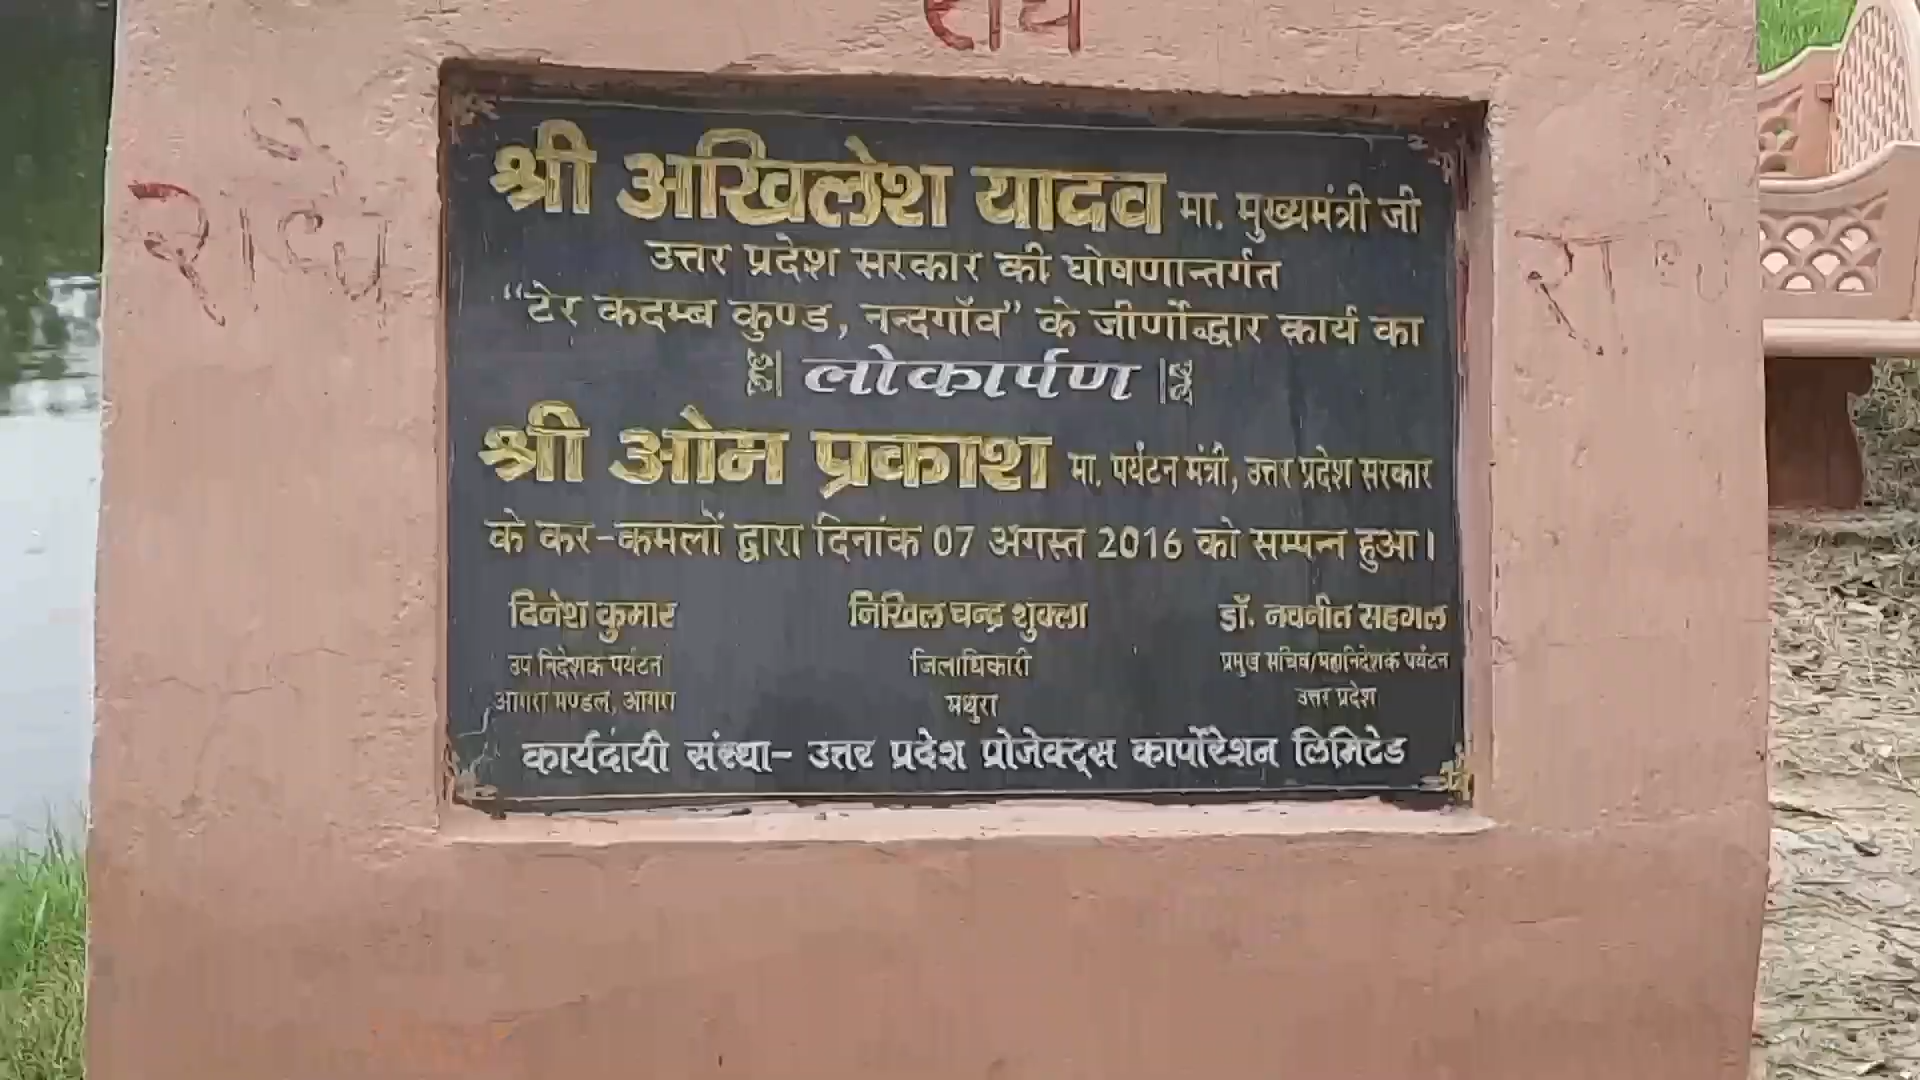 श्री अखिलेश यादव मा. मुख्यमंत्री जी
उत्तर प्रदेश सरकार की घोषणान्तर्गत
“टेर कदम्ब कुण्ड, नन्दगॉव” के जीर्णोद्धार कार्य का
लोकार्पण
श्री ओम प्रकाश मा. पर्यटन मंत्री, उत्तर प्रदेश सरकार
के कर-कमलों द्वारा दिनांक 07 अगस्त 2016 को सम्पन्न हुआ।
दिनेश कुमार निखिल चन्द्र शुक्ला डॉ. नवनीत सहगल
उप निदेशक पर्यटन जिलाधिकारी प्रमुख सचिव/महानिदेशक पर्यटन
आगरा मण्डल, आगरा मथुरा उत्तर प्रदेश
कार्यदायी संस्था- उत्तर प्रदेश प्रोजेक्ट्स कार्पोरेशन लिमिटेड
राधे